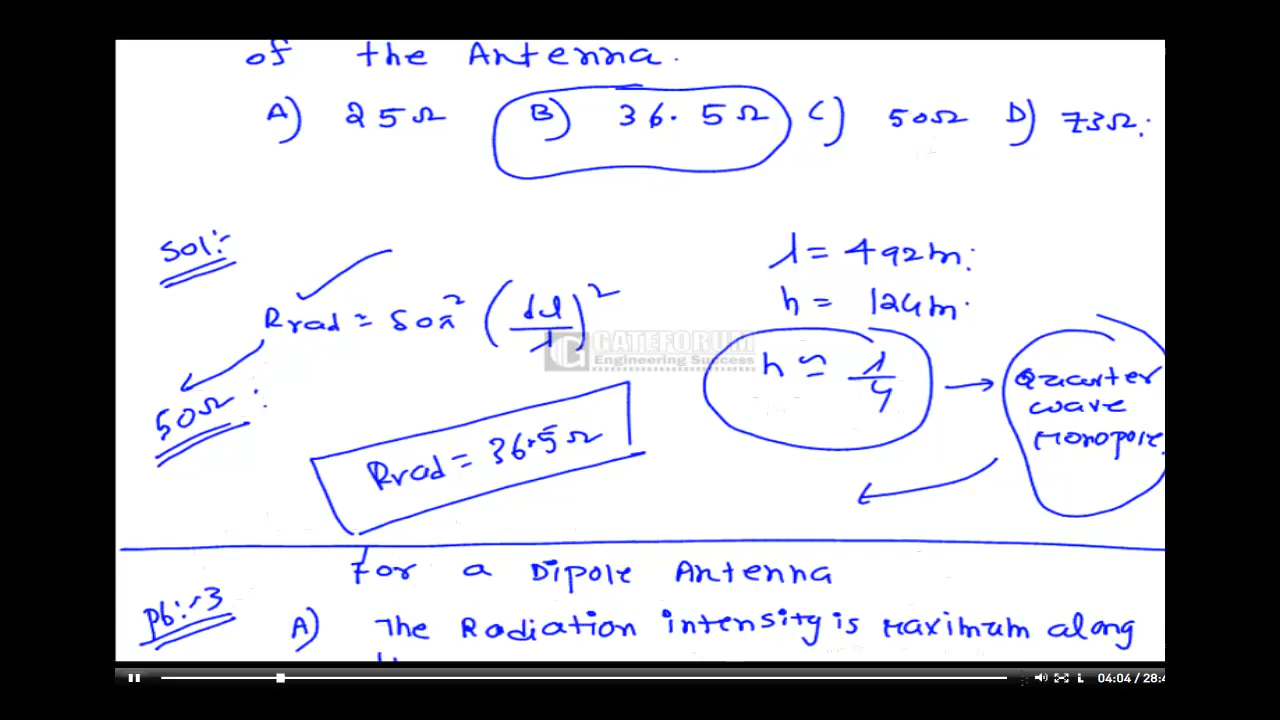 of the Antenna.
A) 25Ω B) 36.5Ω C) 50Ω D) 73Ω.
Sol:-
λ = 492m.
h = 124m.
Rrad = 80π² (dl/λ)²
GATEFORUM
Engineering Success
h ≃ λ/4
Quarter
wave
Monopole.
50Ω
Rrad = 36.5Ω
For a Dipole Antenna
Pb:-3
A) The Radiation intensity is maximum along
04:04 / 28:4